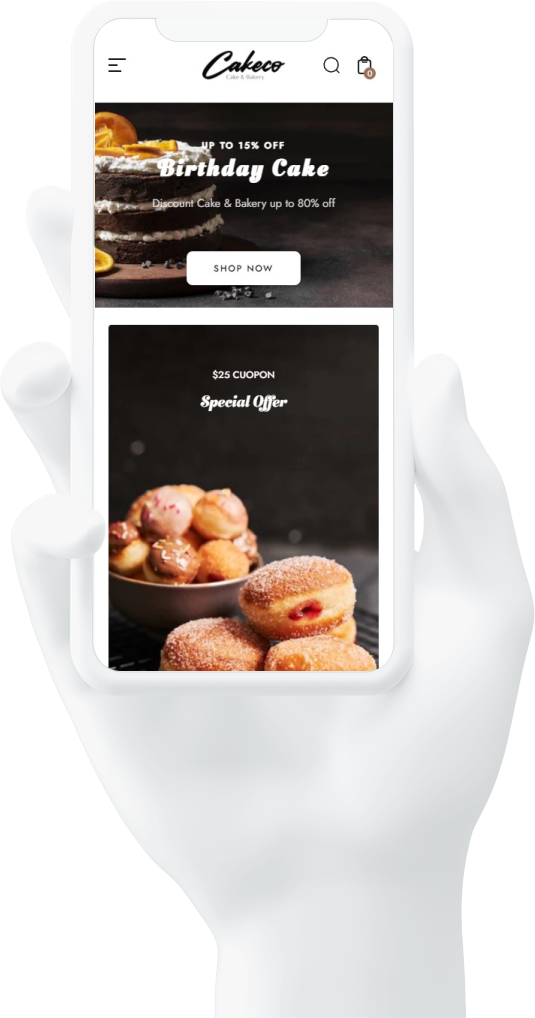 Cakeco
Cake & Bakery
0
UP TO 15% OFF
Birthday Cake
Discount Cake & Bakery up to 80% off
SHOP NOW
$25 CUOPON
Special Offer